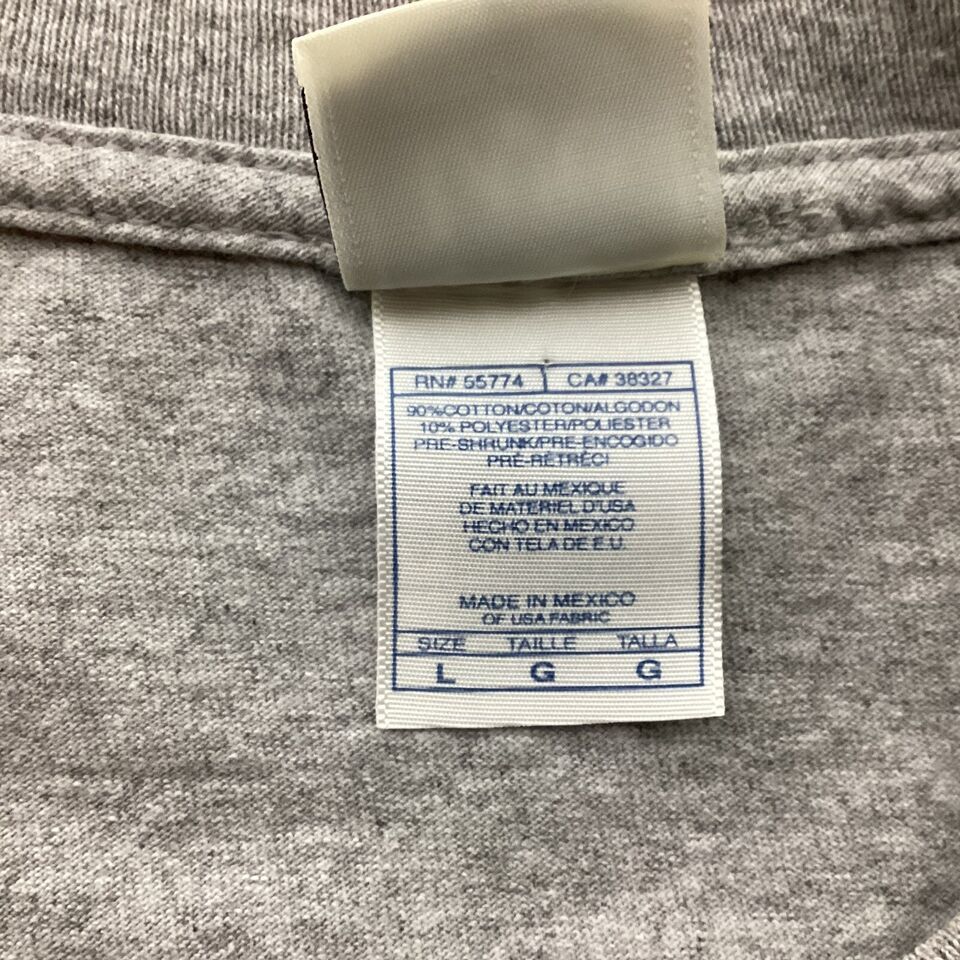 RN# 55774 CA# 38327
90%COTTON/COTON/ALGODON
10% POLYESTER/POLIESTER
PRE-SHRUNK/PRE-ENCOGIDO
PRÉ-RÉTRÉCI
FAIT AU MEXIQUE
DE MATERIEL D'USA
HECHO EN MEXICO
CON TELA DE E.U.
MADE IN MEXICO
OF USA FABRIC
SIZE TAILLE TALLA
L G G